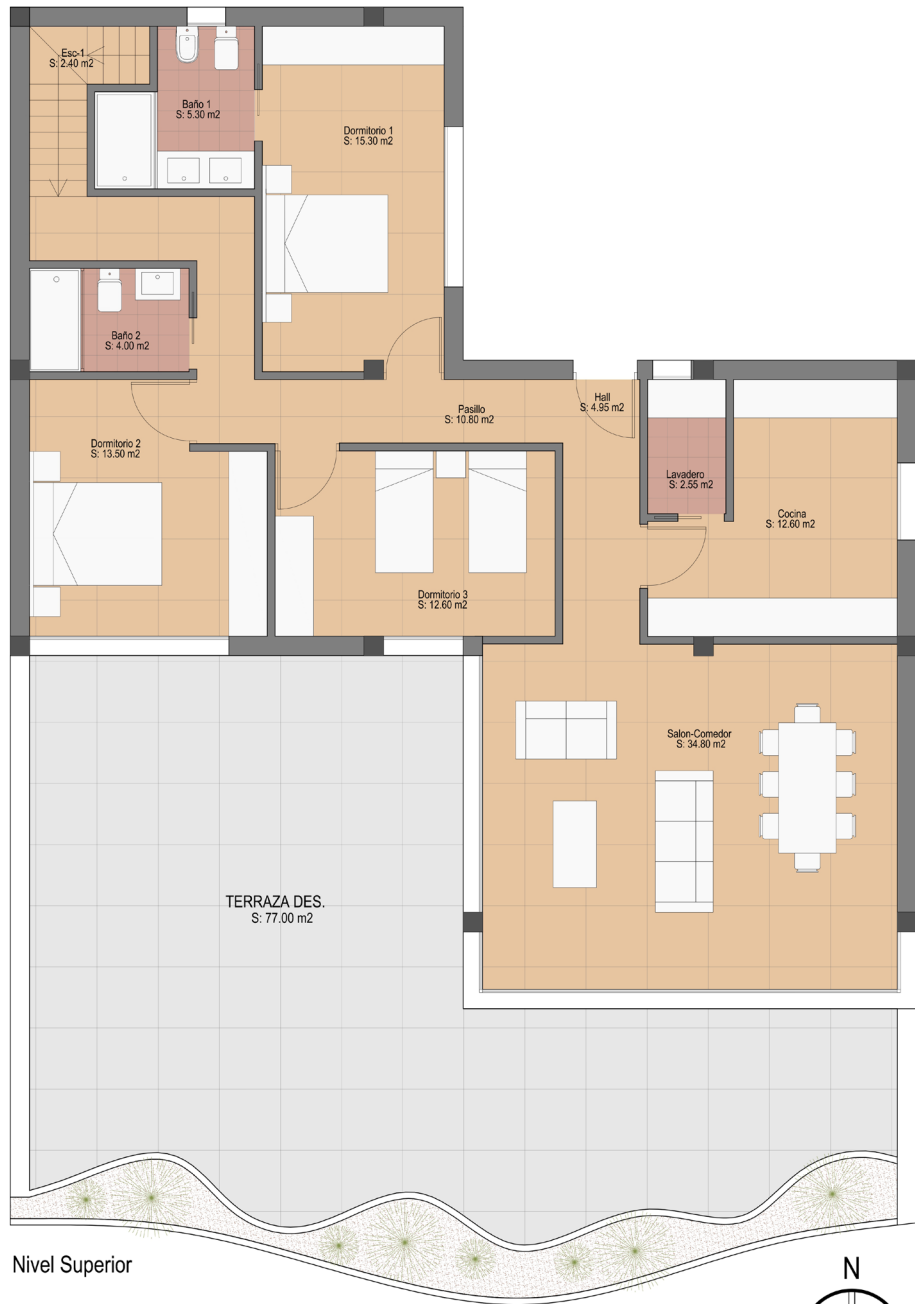 Esc-1
S: 2.40 m2
Baño 1
S: 5.30 m2
Dormitorio 1
S: 15.30 m2
Baño 2
S: 4.00 m2
Hall
S: 4.95 m2
Pasillo
S: 10.80 m2
Dormitorio 2
S: 13.50 m2
Lavadero
S: 2.55 m2
Cocina
S: 12.60 m2
Dormitorio 3
S: 12.60 m2
Salon-Comedor
S: 34.80 m2
TERRAZA DES.
S: 77.00 m2
Nivel Superior
N